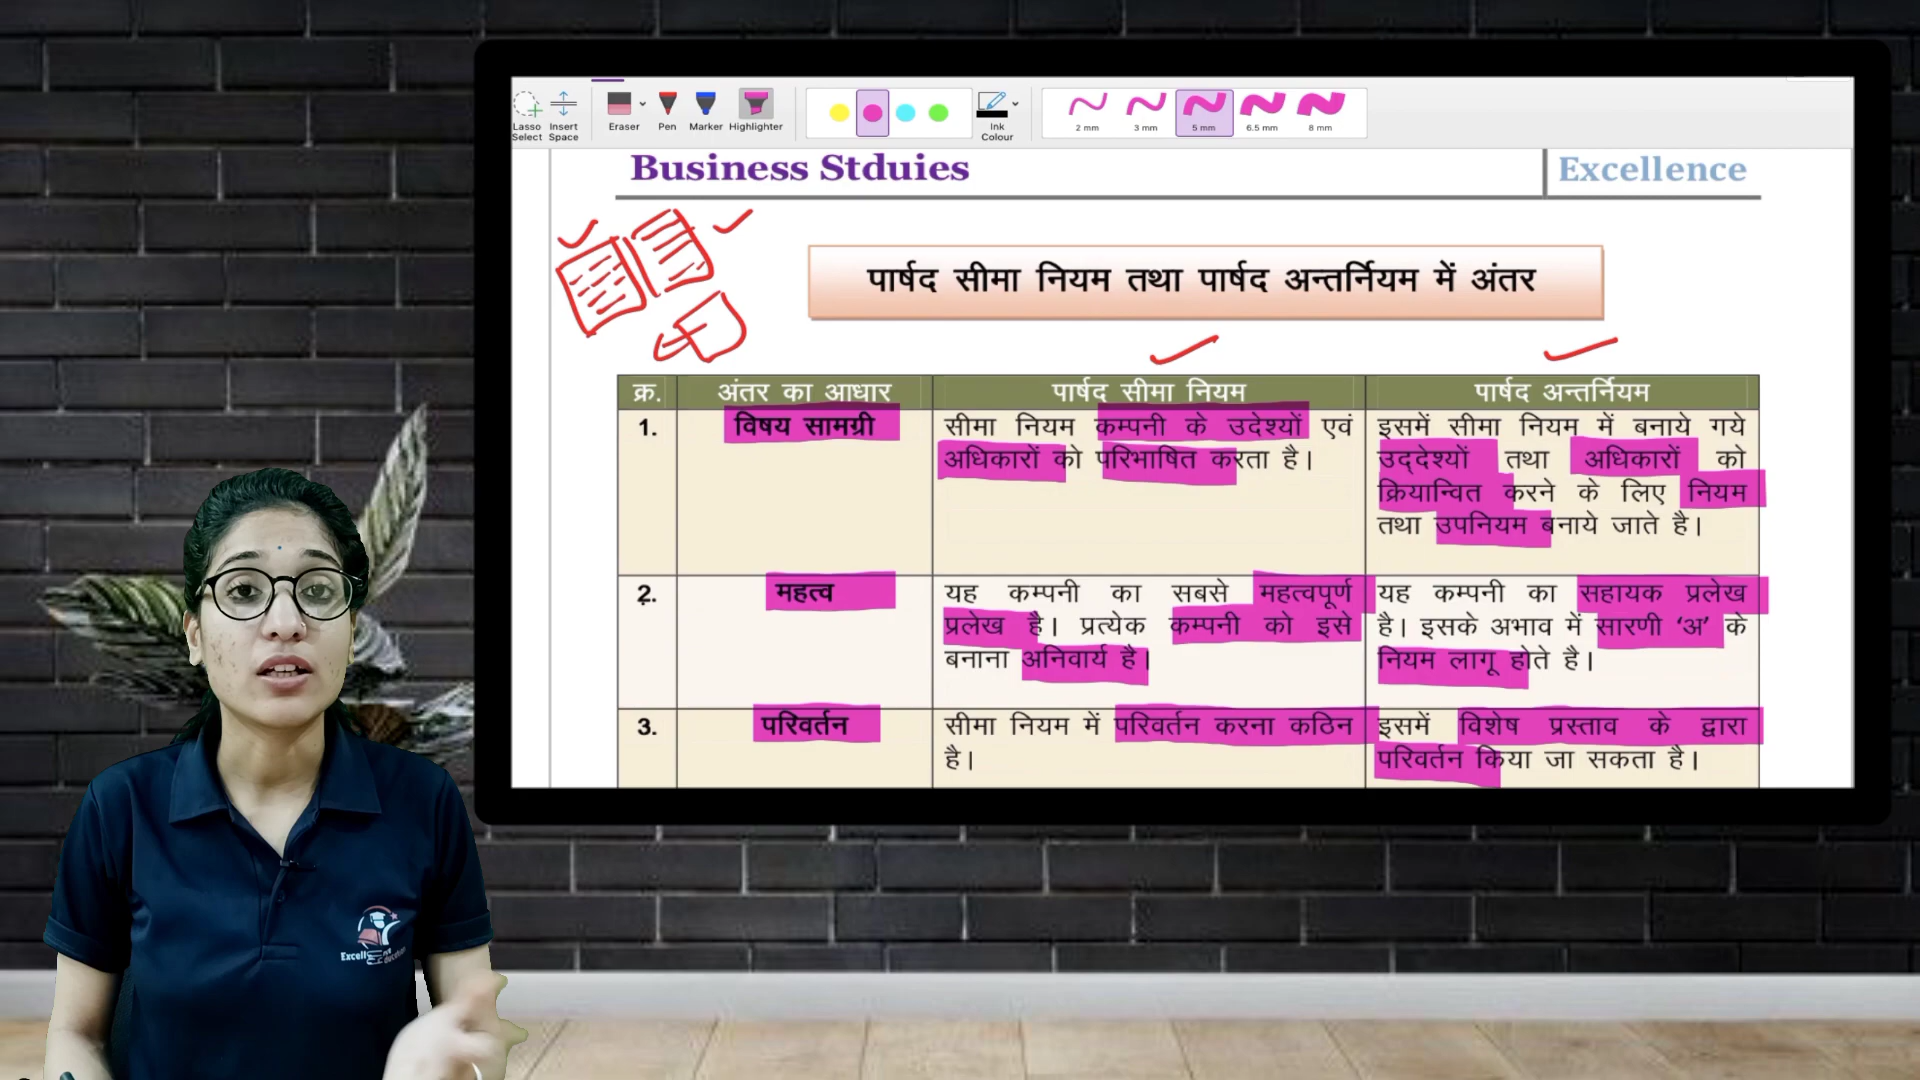 Lasso Select
Insert Space
Eraser
Pen
Marker
Highlighter
Ink Colour
2 mm
3 mm
5 mm
6.5 mm
8 mm
Business Stduies
Excellence
पार्षद सीमा नियम तथा पार्षद अन्तर्नियम में अंतर
क्र.
अंतर का आधार
पार्षद सीमा नियम
पार्षद अन्तर्नियम
1.
विषय सामग्री
सीमा नियम कम्पनी के उदेश्यों एवं
अधिकारों को परिभाषित करता है।
इसमें सीमा नियम में बनाये गये
उद्देश्यों तथा अधिकारों को
क्रियान्वित करने के लिए नियम
तथा उपनियम बनाये जाते है।
2.
महत्व
यह कम्पनी का सबसे महत्वपूर्ण
प्रलेख है। प्रत्येक कम्पनी को इसे
बनाना अनिवार्य है।
यह कम्पनी का सहायक प्रलेख
है। इसके अभाव में सारणी ‘अ’ के
नियम लागू होते है।
3.
परिवर्तन
सीमा नियम में परिवर्तन करना कठिन
है।
इसमें विशेष प्रस्ताव के द्वारा
परिवर्तन किया जा सकता है।